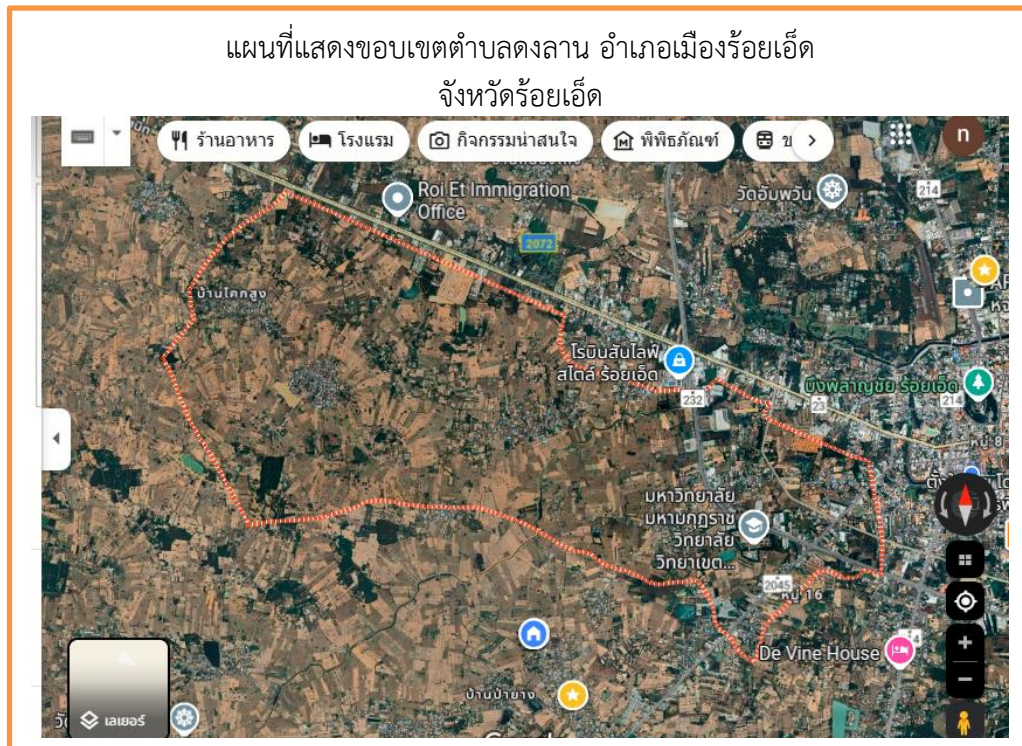 แผนที่แสดงขอบเขตตำบลดงลาน อำเภอเมืองร้อยเอ็ด
จังหวัดร้อยเอ็ด
ร้านอาหาร
โรงแรม
กิจกรรมน่าสนใจ
พิพิธภัณฑ์
n
Roi Et Immigration
Office
วัดอัมพวัน
214
2072
บ้านโคกสูง
โรบินสันไลฟ์
สไตล์ ร้อยเอ็ด
บึงพลาญชัย ร้อยเอ็ด
232
23
214
หมู่ 8
มหาวิทยาลัย
มหามกุฏราช
วิทยาลัย
วิทยาเขต...
2045
หมู่ 16
De Vine House
บ้านป่ายาง
เลเยอร์